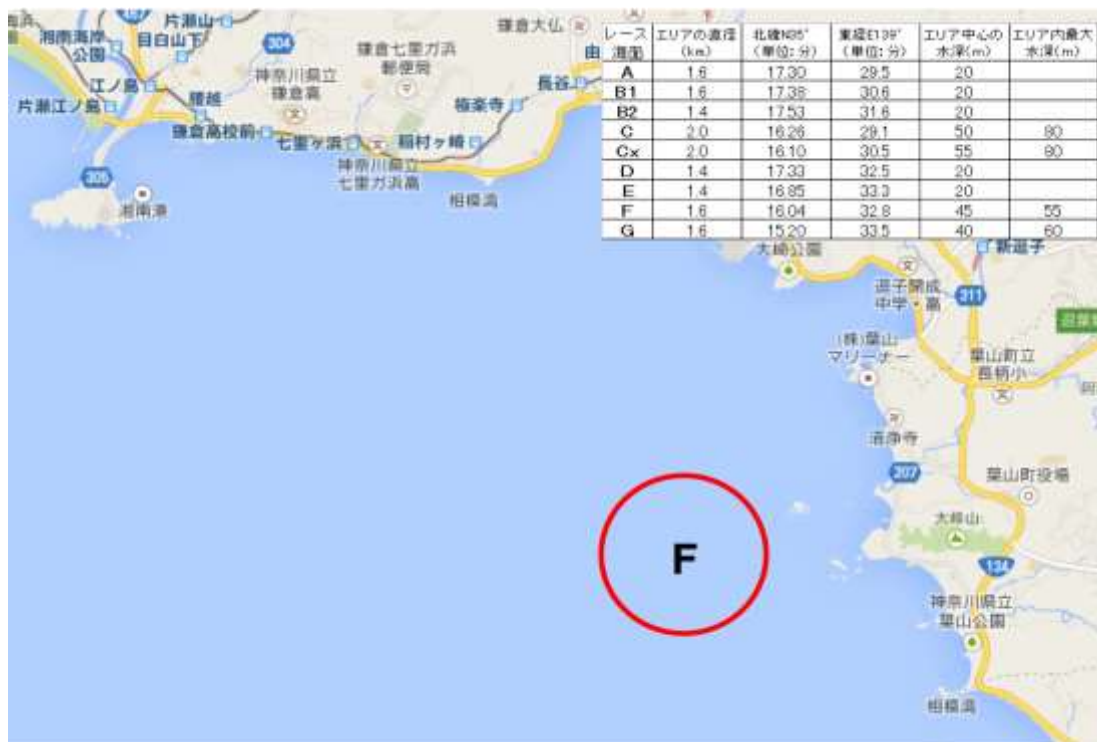 片瀬山
湘南海岸
公園
目白山下
467
304
江ノ島
片瀬江ノ島
腰越
鎌倉高校前
305
湘南港
神奈川県立
鎌倉高
鎌倉七里ガ浜
郵便局
七里ヶ浜
稲村ヶ崎
神奈川県立
七里ガ浜高
極楽寺
長谷
由
鎌倉大仏
相模湾
レース
海面 エリアの直径
(km) 北緯N35°
(単位:分) 東経E139°
(単位:分) エリア中心の
水深(m) エリア内最大
水深(m)
A 1.6 17.30 29.5 20
B1 1.6 17.38 30.6 20
B2 1.4 17.53 31.6 20
C 2.0 16.26 29.1 50 80
Cx 2.0 16.10 30.5 55 80
D 1.4 17.33 32.5 20
E 1.4 16.85 33.3 20
F 1.6 16.04 32.8 45 55
G 1.6 15.20 33.5 40 60
大崎公園
新逗子
逗子開成
中学・高
311
(株)葉山
マリーナー
葉山町立
長柄小
清浄寺
207
葉山町役場
大峰山
134
F
神奈川県立
葉山公園
相模湾